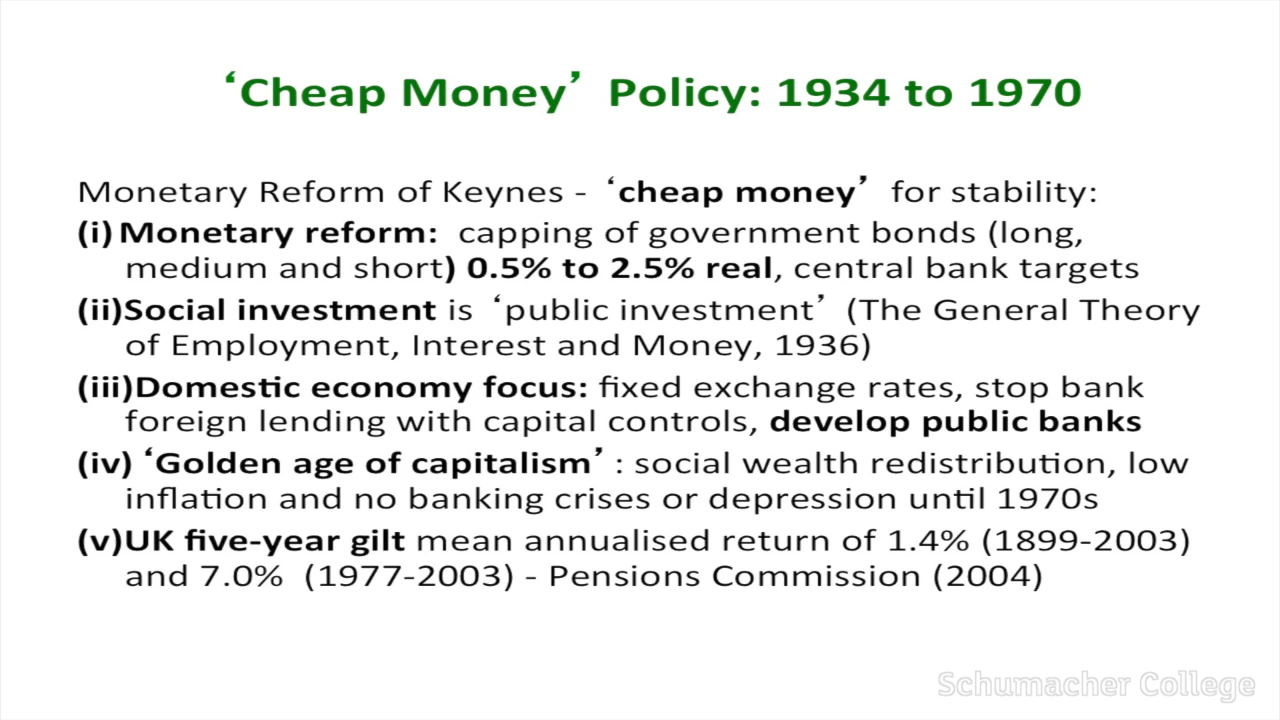 ‘Cheap Money’ Policy: 1934 to 1970
Monetary Reform of Keynes - ‘cheap money’ for stability:
(i) Monetary reform: capping of government bonds (long,
medium and short) 0.5% to 2.5% real, central bank targets
(ii)Social investment is ‘public investment’ (The General Theory
of Employment, Interest and Money, 1936)
(iii)Domestic economy focus: fixed exchange rates, stop bank
foreign lending with capital controls, develop public banks
(iv) ‘Golden age of capitalism’ : social wealth redistribution, low
inflation and no banking crises or depression until 1970s
(v)UK five-year gilt mean annualised return of 1.4% (1899-2003)
and 7.0% (1977-2003) - Pensions Commission (2004)
Schumacher College